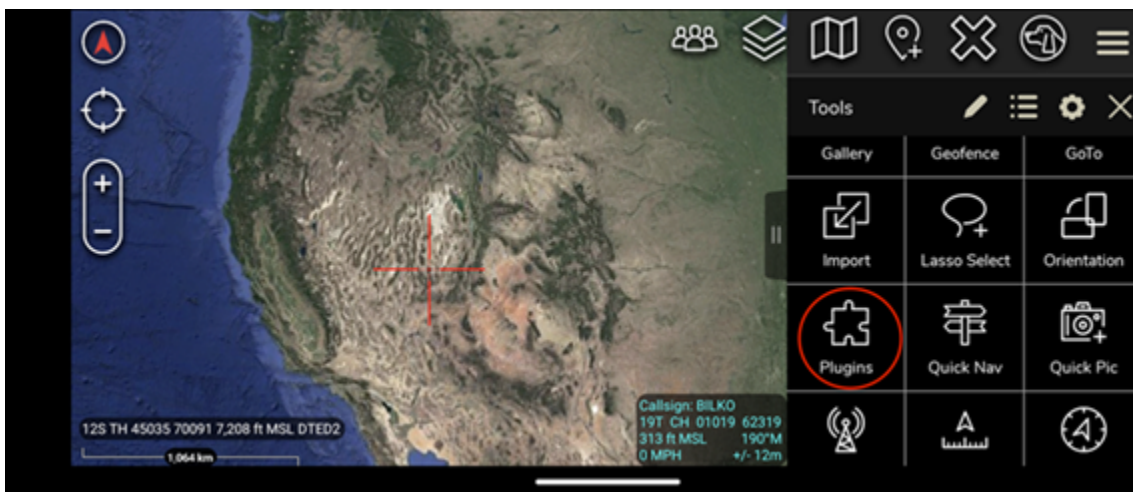 Tools
Gallery
Geofence
GoTo
Import
Lasso Select
Orientation
Plugins
Quick Nav
Quick Pic
Callsign: BILKO
19T CH 01019 62319
313 ft MSL 190°M
0 MPH +/- 12m
12S TH 45035 70091 7,208 ft MSL DTED2
1,064 km